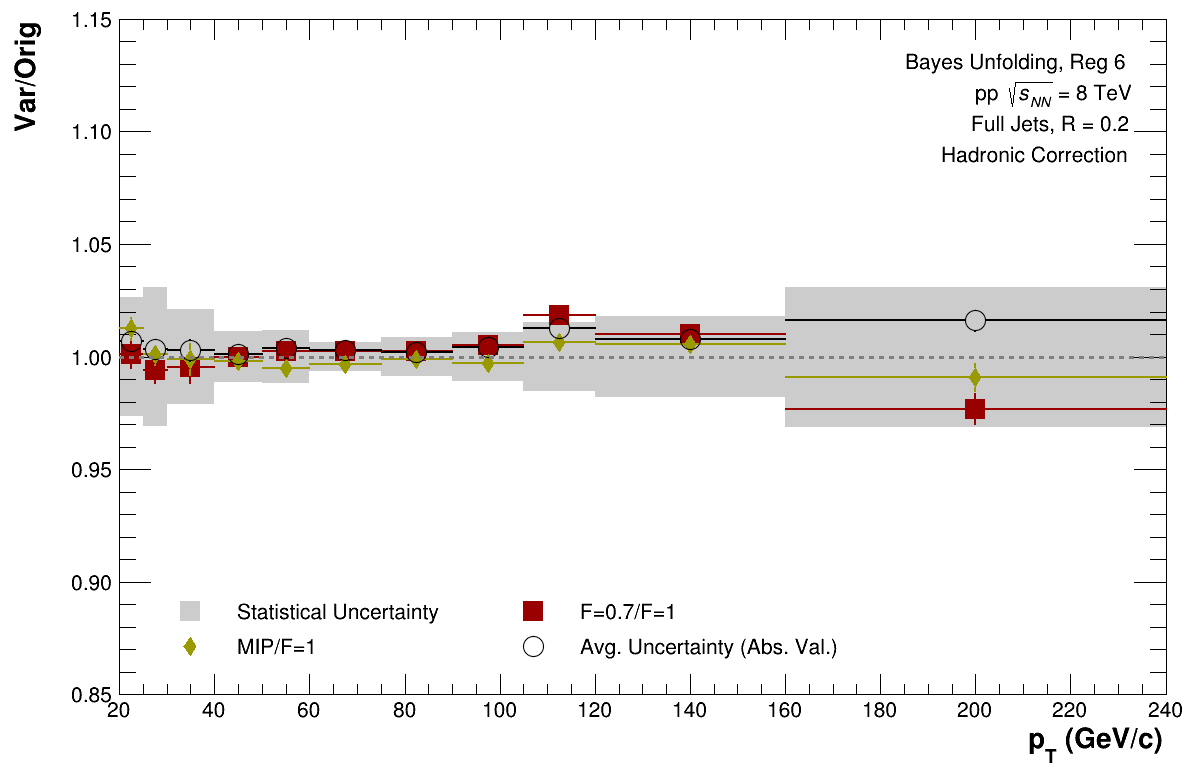 Var/Orig
1.15
1.10
1.05
1.00
0.95
0.90
0.85
Bayes Unfolding, Reg 6
pp √s_NN = 8 TeV
Full Jets, R = 0.2
Hadronic Correction
Statistical Uncertainty
F=0.7/F=1
MIP/F=1
Avg. Uncertainty (Abs. Val.)
20 40 60 80 100 120 140 160 180 200 220 240
p_T (GeV/c)